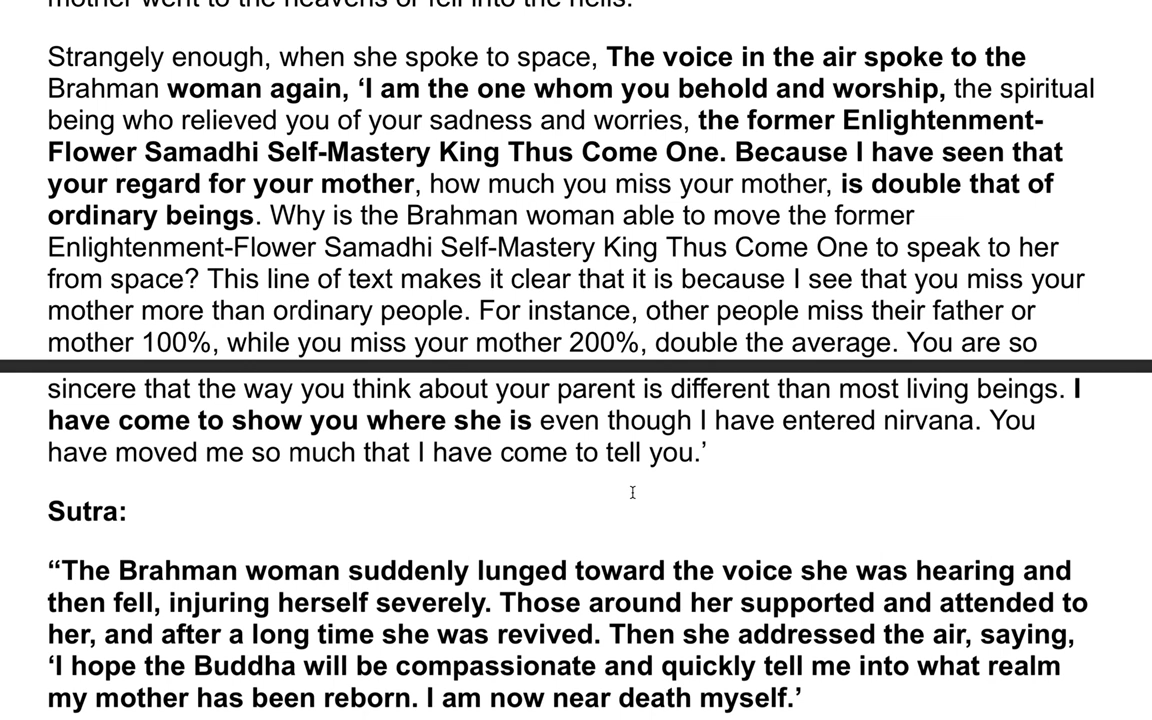 Strangely enough, when she spoke to space, The voice in the air spoke to the
Brahman woman again, ‘I am the one whom you behold and worship, the spiritual
being who relieved you of your sadness and worries, the former Enlightenment-
Flower Samadhi Self-Mastery King Thus Come One. Because I have seen that
your regard for your mother, how much you miss your mother, is double that of
ordinary beings. Why is the Brahman woman able to move the former
Enlightenment-Flower Samadhi Self-Mastery King Thus Come One to speak to her
from space? This line of text makes it clear that it is because I see that you miss your
mother more than ordinary people. For instance, other people miss their father or
mother 100%, while you miss your mother 200%, double the average. You are so
sincere that the way you think about your parent is different than most living beings. I
have come to show you where she is even though I have entered nirvana. You
have moved me so much that I have come to tell you.’
Sutra:
“The Brahman woman suddenly lunged toward the voice she was hearing and
then fell, injuring herself severely. Those around her supported and attended to
her, and after a long time she was revived. Then she addressed the air, saying,
‘I hope the Buddha will be compassionate and quickly tell me into what realm
my mother has been reborn. I am now near death myself.’